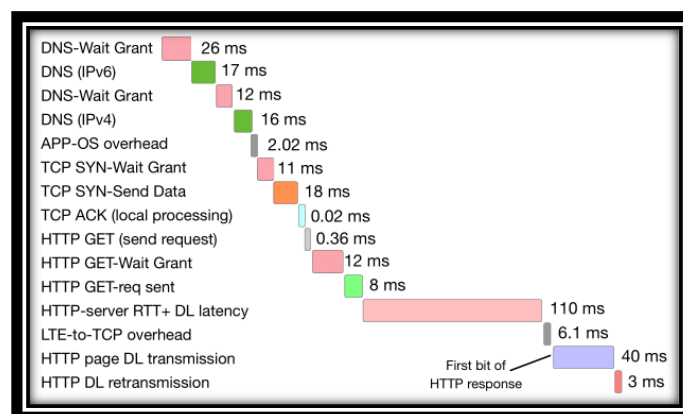 DNS-Wait Grant 26 ms
DNS (IPv6) 17 ms
DNS-Wait Grant 12 ms
DNS (IPv4) 16 ms
APP-OS overhead 2.02 ms
TCP SYN-Wait Grant 11 ms
TCP SYN-Send Data 18 ms
TCP ACK (local processing) 0.02 ms
HTTP GET (send request) 0.36 ms
HTTP GET-Wait Grant 12 ms
HTTP GET-req sent 8 ms
HTTP-server RTT+ DL latency 110 ms
LTE-to-TCP overhead 6.1 ms
HTTP page DL transmission First bit of 40 ms
HTTP DL retransmission HTTP response 3 ms